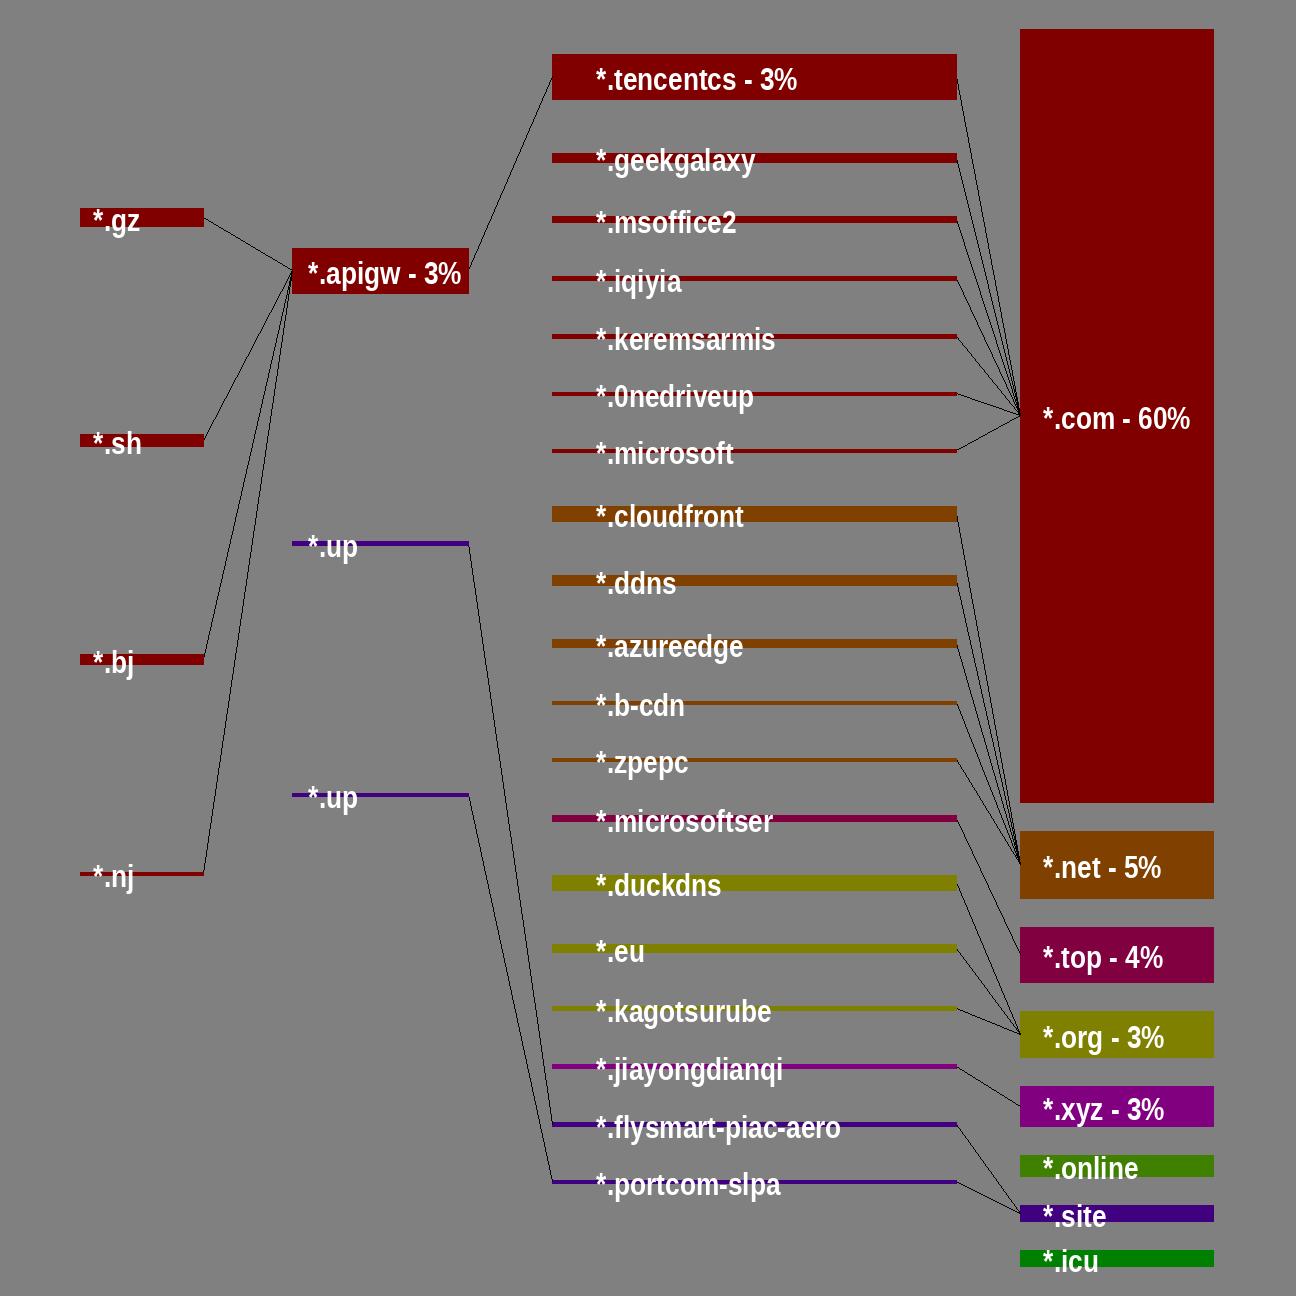 *.gz
*.sh
*.bj
*.nj
*.apigw - 3%
*.up
*.up
*.tencentcs - 3%
*.geekgalaxy
*.msoffice2
*.iqiyia
*.keremsarmis
*.0nedriveup
*.microsoft
*.cloudfront
*.ddns
*.azureedge
*.b-cdn
*.zpepc
*.microsoftser
*.duckdns
*.eu
*.kagotsurube
*.jiayongdianqi
*.flysmart-piac-aero
*.portcom-slpa
*.com - 60%
*.net - 5%
*.top - 4%
*.org - 3%
*.xyz - 3%
*.online
*.site
*.icu